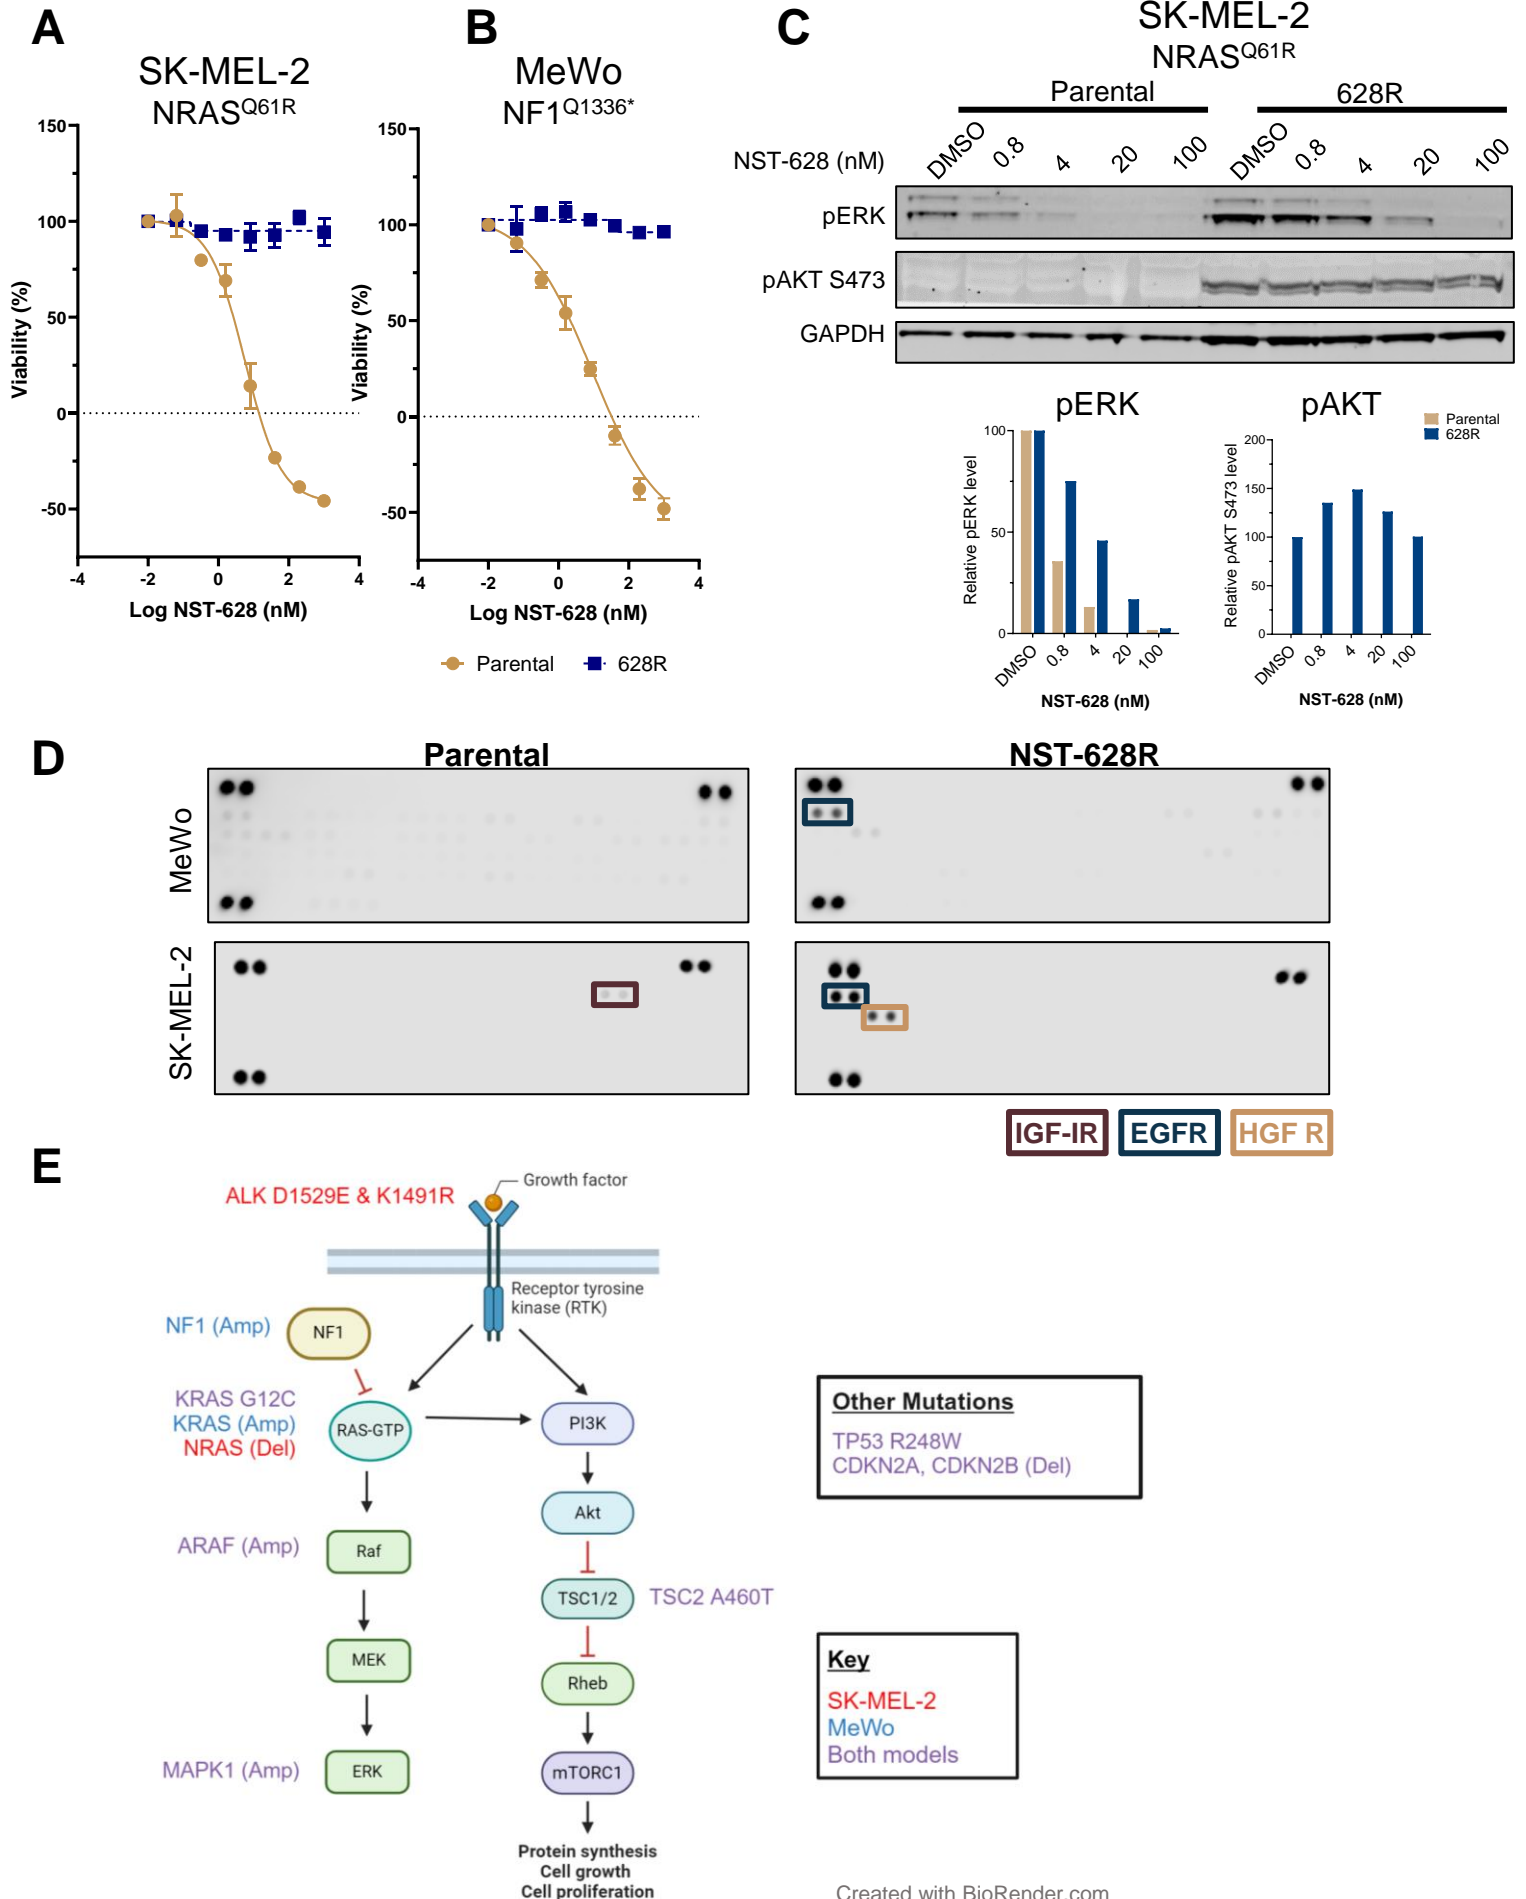 A
SK-MEL-2
NRASQ61R
150
100
50
0
-50
-4 -2 0 2 4
Viability (%)
Log NST-628 (nM)
B
MeWo
NF1Q1336*
150
100
50
0
-50
-4 -2 0 2 4
Viability (%)
Log NST-628 (nM)
Parental 628R
C
SK-MEL-2
NRASQ61R
Parental 628R
NST-628 (nM) DMSO 0.8 4 20 100 DMSO 0.8 4 20 100
pERK
pAKT S473
GAPDH
pERK
100
50
0
Relative pERK level
DMSO 0.8 4 20 100
NST-628 (nM)
pAKT
200
150
100
50
0
Relative pAKT S473 level
DMSO 0.8 4 20 100
NST-628 (nM)
Parental
628R
D
Parental NST-628R
MeWo
SK-MEL-2
IGF-IR EGFR HGF R
E
ALK D1529E & K1491R
Growth factor
Receptor tyrosine
kinase (RTK)
NF1 (Amp) NF1
KRAS G12C
KRAS (Amp)
NRAS (Del)
RAS-GTP PI3K
Akt
ARAF (Amp) Raf
TSC1/2 TSC2 A460T
MEK
Rheb
MAPK1 (Amp) ERK
mTORC1
Protein synthesis
Cell growth
Cell proliferation
Other Mutations
TP53 R248W
CDKN2A, CDKN2B (Del)
Key
SK-MEL-2
MeWo
Both models
Created with BioRender.com